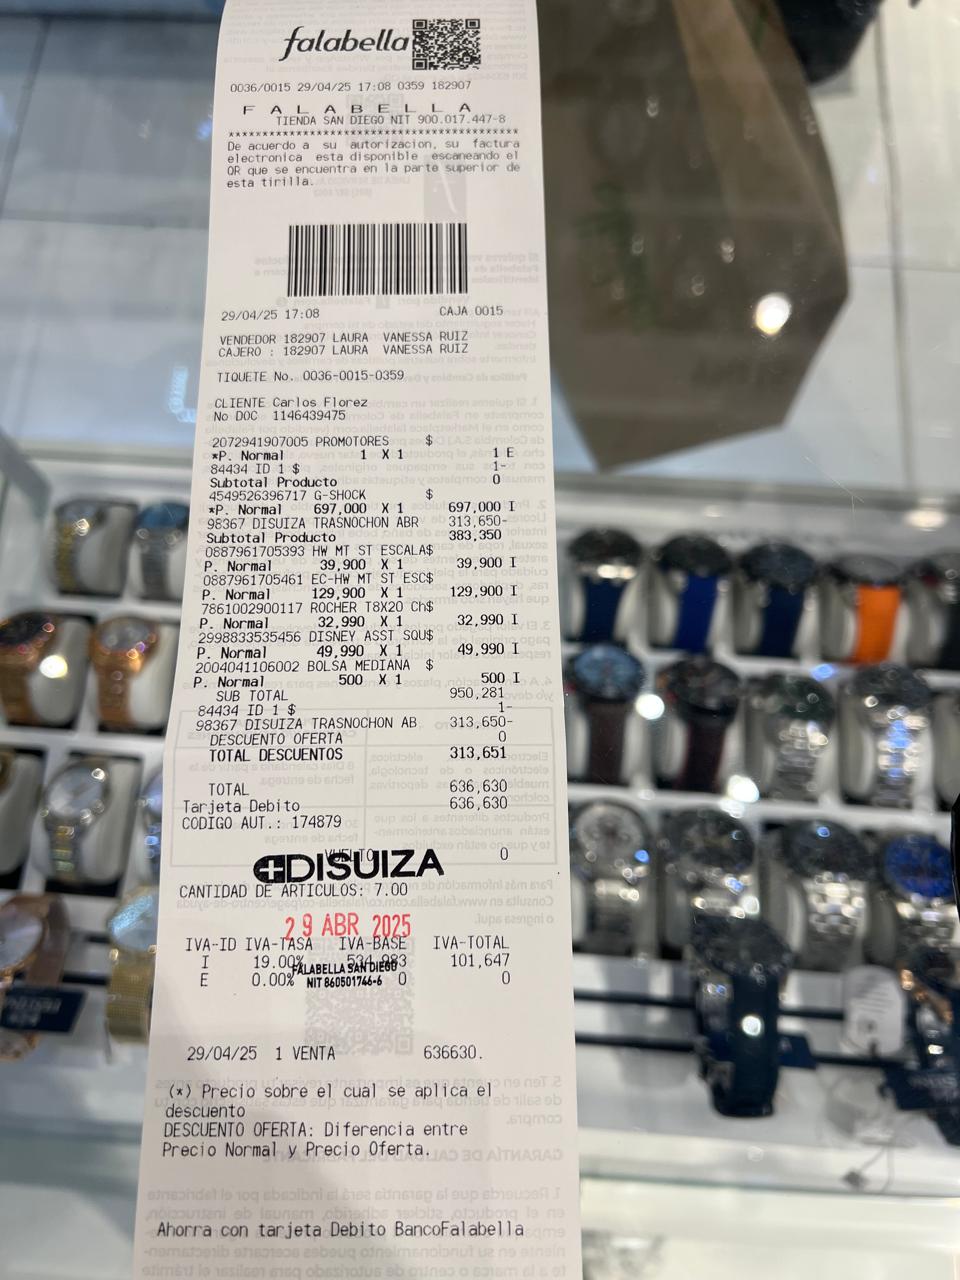 falabella
0036/0015 29/04/25 17:08 0359 182907
F A L A B E L L A
TIENDA SAN DIEGO NIT 900.017.447-8
****************************************************
De acuerdo a su autorizacion, su factura
electronica esta disponible escaneando el
QR que se encuentra en la parte superior de
esta tirilla.
29/04/25 17:08 CAJA 0015
VENDEDOR 182907 LAURA VANESSA RUIZ
CAJERO : 182907 LAURA VANESSA RUIZ
TIQUETE No. 0036-0015-0359
CLIENTE Carlos Florez
No DOC 1146439475
2072941907005 PROMOTORES $
*P. Normal 1 X 1 1 E
84434 ID 1 $ 1-
Subtotal Producto 0
4549526396717 G-SHOCK $
*P. Normal 697,000 X 1 697,000 I
98367 DISUIZA TRASNOCHON ABR 313,650-
Subtotal Producto 383,350
0887961705393 HW MT ST ESCALA$
P. Normal 39,900 X 1 39,900 I
0887961705461 EC-HW MT ST ESC$
P. Normal 129,900 X 1 129,900 I
7861002900117 ROCHER T8X20 Ch$
P. Normal 32,990 X 1 32,990 I
2998833535456 DISNEY ASST SQU$
P. Normal 49,990 X 1 49,990 I
2004041106002 BOLSA MEDIANA $
P. Normal 500 X 1 500 I
SUB TOTAL 950,281
84434 ID 1 $ 1-
98367 DISUIZA TRASNOCHON AB 313,650-
DESCUENTO OFERTA 0
TOTAL DESCUENTOS 313,651
TOTAL 636,630
Tarjeta Debito 636,630
CODIGO AUT.: 174879
VUELTO 0
DISUIZA
CANTIDAD DE ARTICULOS: 7.00
29 ABR 2025
IVA-ID IVA-TASA IVA-BASE IVA-TOTAL
I 19.00% 534,983 101,647
FALABELLA SAN DIEGO
E 0.00% 0 0
NIT 860501746-6
29/04/25 1 VENTA 636630.
(*) Precio sobre el cual se aplica el
descuento
DESCUENTO OFERTA: Diferencia entre
Precio Normal y Precio Oferta.
Ahorra con tarjeta Debito BancoFalabella